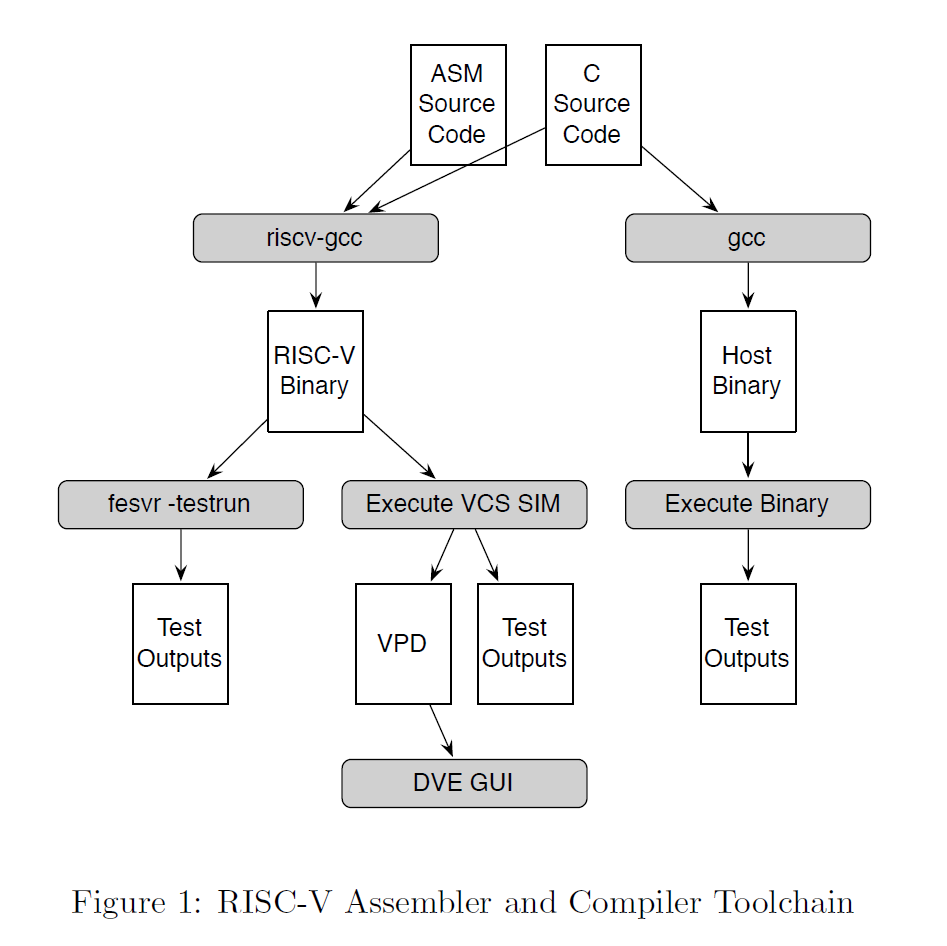 ASM
Source
Code
C
Source
Code
riscv-gcc
gcc
RISC-V
Binary
Host
Binary
fesvr -testrun
Execute VCS SIM
Execute Binary
Test
Outputs
VPD
Test
Outputs
Test
Outputs
DVE GUI
Figure 1: RISC-V Assembler and Compiler Toolchain